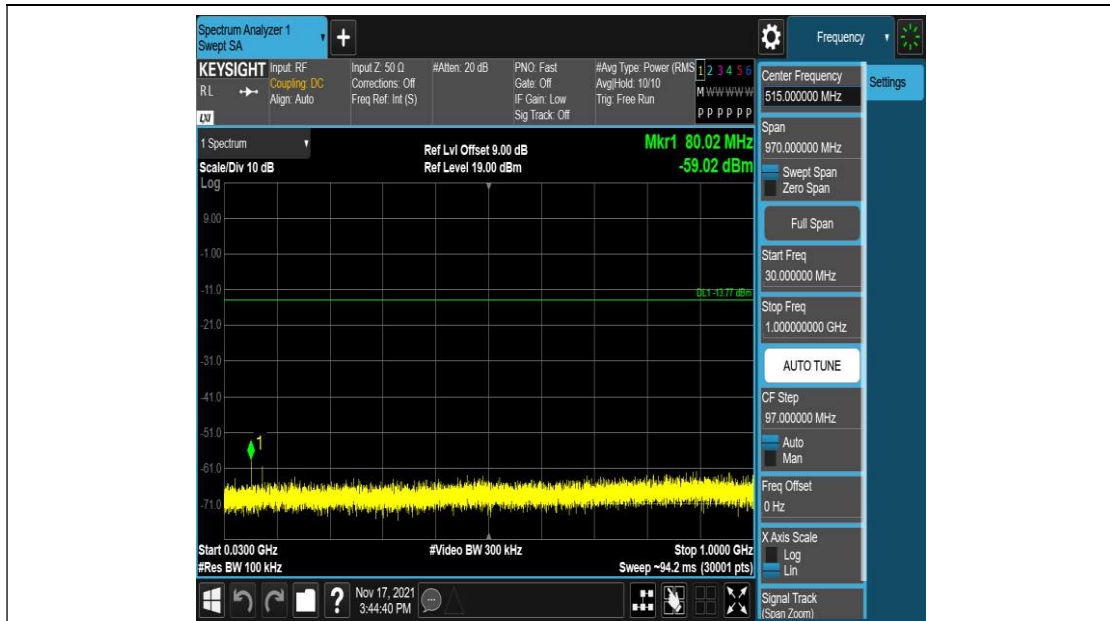 Spectrum Analyzer 1
Swept SA
+
Frequency
KEYSIGHT
RL
LXI
Input: RF
Coupling: DC
Align: Auto
Input Z: 50 Ω
Corrections: Off
Freq Ref: Int (S)
#Atten: 20 dB
PNO: Fast
Gate: Off
IF Gain: Low
Sig Track: Off
#Avg Type: Power (RMS
Avg|Hold: 10/10
Trig: Free Run
1 2 3 4 5 6
M W W W W W
P P P P P P
1 Spectrum
Scale/Div 10 dB
Log
Ref Lvl Offset 9.00 dB
Ref Level 19.00 dBm
Mkr1 80.02 MHz
-59.02 dBm
9.00
-1.00
-11.0
DL1 -13.77 dBm
-21.0
-31.0
-41.0
-51.0
1
-61.0
-71.0
Start 0.0300 GHz
#Res BW 100 kHz
#Video BW 300 kHz
Stop 1.0000 GHz
Sweep ~94.2 ms (30001 pts)
Center Frequency
515.000000 MHz
Settings
Span
970.000000 MHz
Swept Span
Zero Span
Full Span
Start Freq
30.000000 MHz
Stop Freq
1.000000000 GHz
AUTO TUNE
CF Step
97.000000 MHz
Auto
Man
Freq Offset
0 Hz
X Axis Scale
Log
Lin
Signal Track
(Span Zoom)
?
Nov 17, 2021
3:44:40 PM